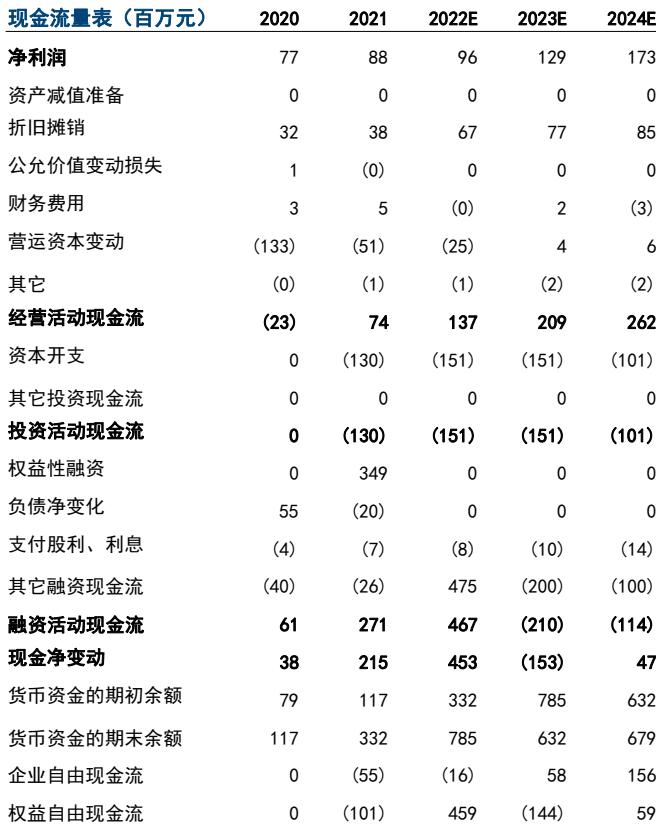 现金流量表（百万元） 2020 2021 2022E 2023E 2024E
净利润 77 88 96 129 173
资产减值准备 0 0 0 0 0
折旧摊销 32 38 67 77 85
公允价值变动损失 1 (0) 0 0 0
财务费用 3 5 (0) 2 (3)
营运资本变动 (133) (51) (25) 4 6
其它 (0) (1) (1) (2) (2)
经营活动现金流 (23) 74 137 209 262
资本开支 0 (130) (151) (151) (101)
其它投资现金流 0 0 0 0 0
投资活动现金流 0 (130) (151) (151) (101)
权益性融资 0 349 0 0 0
负债净变化 55 (20) 0 0 0
支付股利、利息 (4) (7) (8) (10) (14)
其它融资现金流 (40) (26) 475 (200) (100)
融资活动现金流 61 271 467 (210) (114)
现金净变动 38 215 453 (153) 47
货币资金的期初余额 79 117 332 785 632
货币资金的期末余额 117 332 785 632 679
企业自由现金流 0 (55) (16) 58 156
权益自由现金流 0 (101) 459 (144) 59